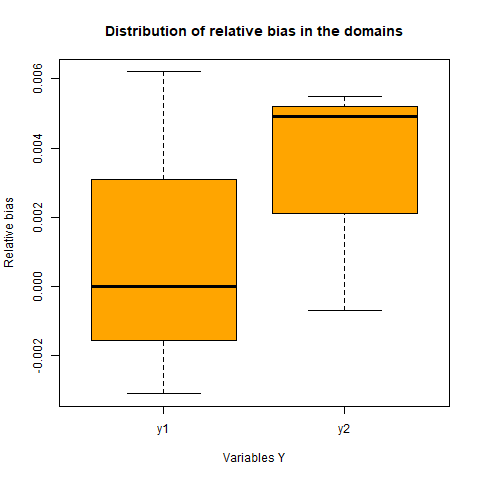 Distribution of relative bias in the domains
Relative bias
0.006
0.004
0.002
0.000
-0.002
y1
y2
Variables Y